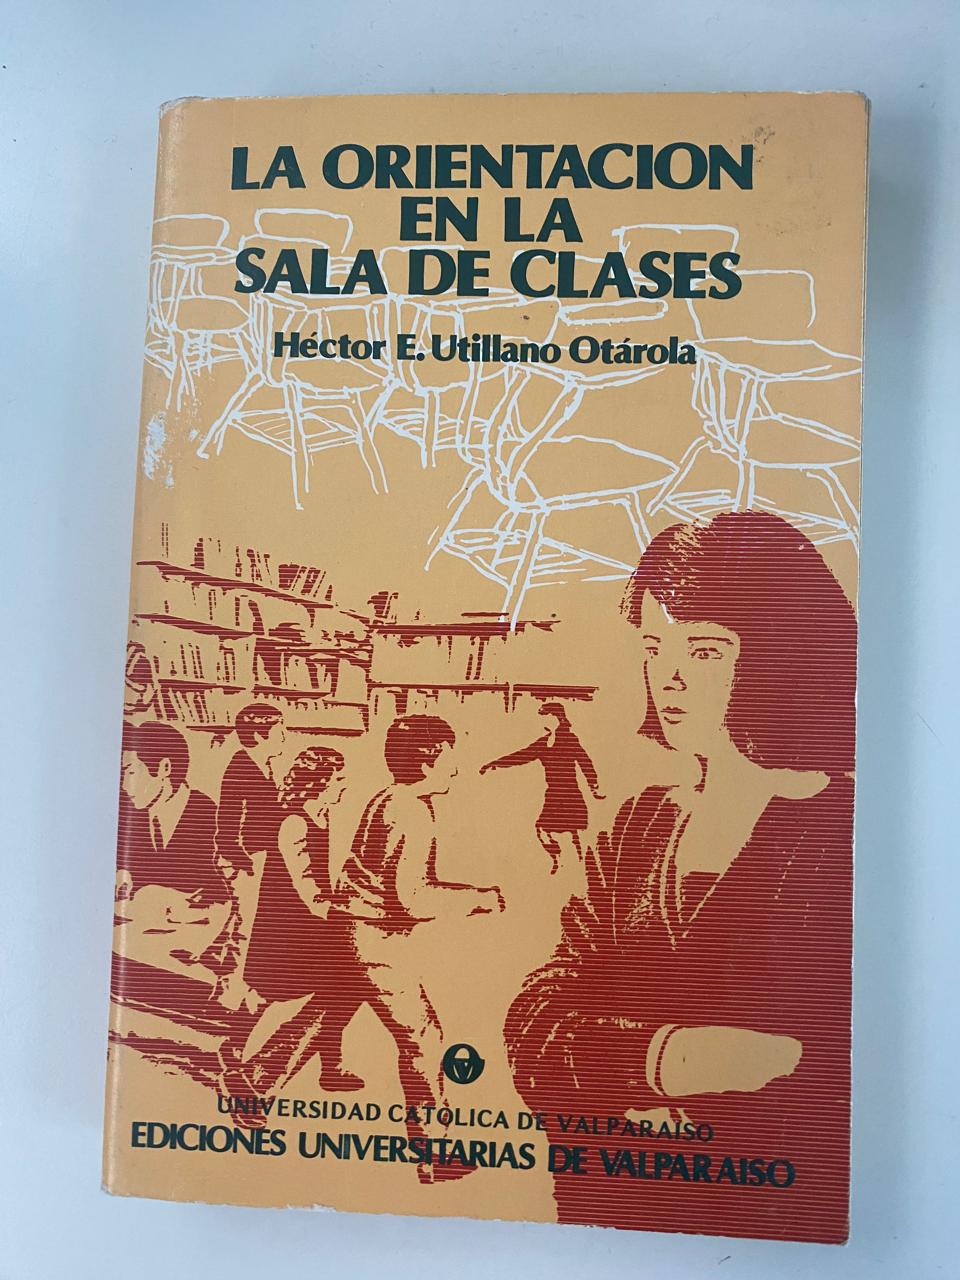 LA ORIENTACION
EN LA
SALA DE CLASES
Héctor E. Utillano Otárola
UNIVERSIDAD CATOLICA DE VALPARAISO
EDICIONES UNIVERSITARIAS DE VALPARAISO